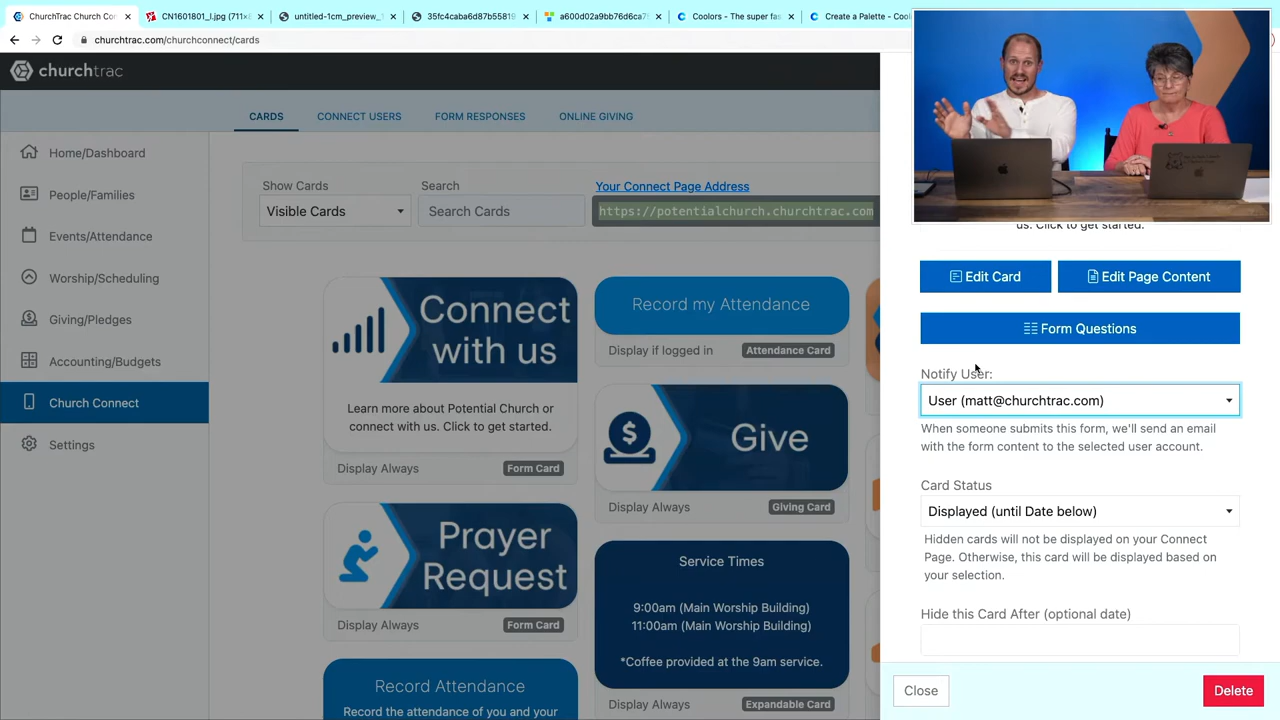 ChurchTrac Church Con
CN1601801_l.jpg (711×
untitled-1cm_preview_1
35fc4caba6d87b55819
a600d02a9bb76d6ca7
Coolors - The super fas
Create a Palette - Cool
churchtrac.com/churchconnect/cards
churchtrac
CARDS
CONNECT USERS
FORM RESPONSES
ONLINE GIVING
Home/Dashboard
People/Families
Events/Attendance
Worship/Scheduling
Giving/Pledges
Accounting/Budgets
Church Connect
Settings
Show Cards
Visible Cards
Search
Search Cards
Your Connect Page Address
https://potentialchurch.churchtrac.com
Connect
with us
Learn more about Potential Church or
connect with us. Click to get started.
Display Always
Form Card
Prayer
Request
Display Always
Form Card
Record Attendance
Record the attendance of you and your
Record my Attendance
Display if logged in
Attendance Card
Give
Display Always
Giving Card
Service Times
9:00am (Main Worship Building)
11:00am (Main Worship Building)
*Coffee provided at the 9am service.
Display Always
Expandable Card
us. Click to get started.
Edit Card
Edit Page Content
Form Questions
Notify User:
User (matt@churchtrac.com)
When someone submits this form, we'll send an email
with the form content to the selected user account.
Card Status
Displayed (until Date below)
Hidden cards will not be displayed on your Connect
Page. Otherwise, this card will be displayed based on
your selection.
Hide this Card After (optional date)
Close
Delete